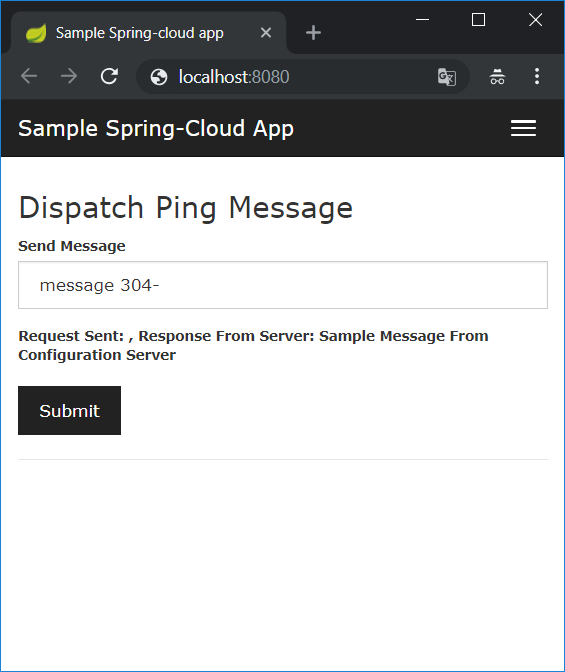 Sample Spring-cloud app
localhost:8080
Sample Spring-Cloud App
Dispatch Ping Message
Send Message
message 304-
Request Sent: , Response From Server: Sample Message From
Configuration Server
Submit